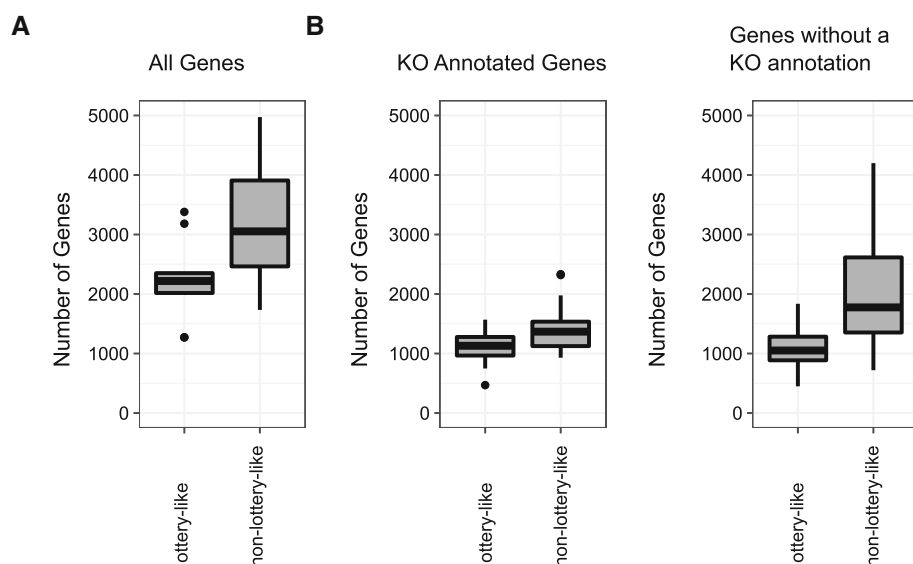 A
B
All Genes
KO Annotated Genes
Genes without a
KO annotation
Number of Genes
5000
4000
3000
2000
1000
0
ottery-like
non-lottery-like
Number of Genes
5000
4000
3000
2000
1000
0
ottery-like
non-lottery-like
Number of Genes
5000
4000
3000
2000
1000
0
ottery-like
non-lottery-like